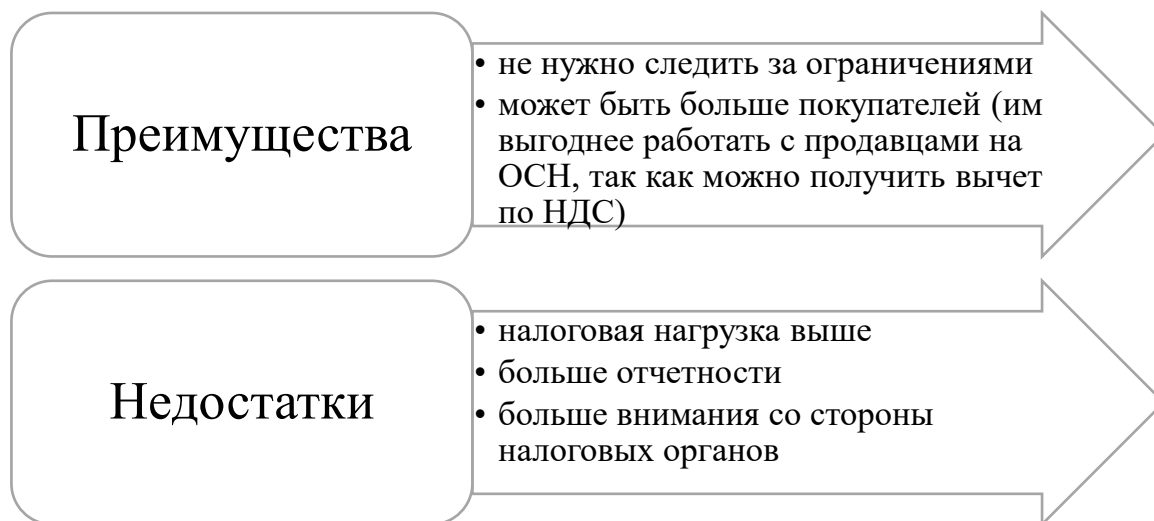 Преимущества
• не нужно следить за ограничениями
• может быть больше покупателей (им
выгоднее работать с продавцами на
ОСН, так как можно получить вычет
по НДС)
Недостатки
• налоговая нагрузка выше
• больше отчетности
• больше внимания со стороны
налоговых органов